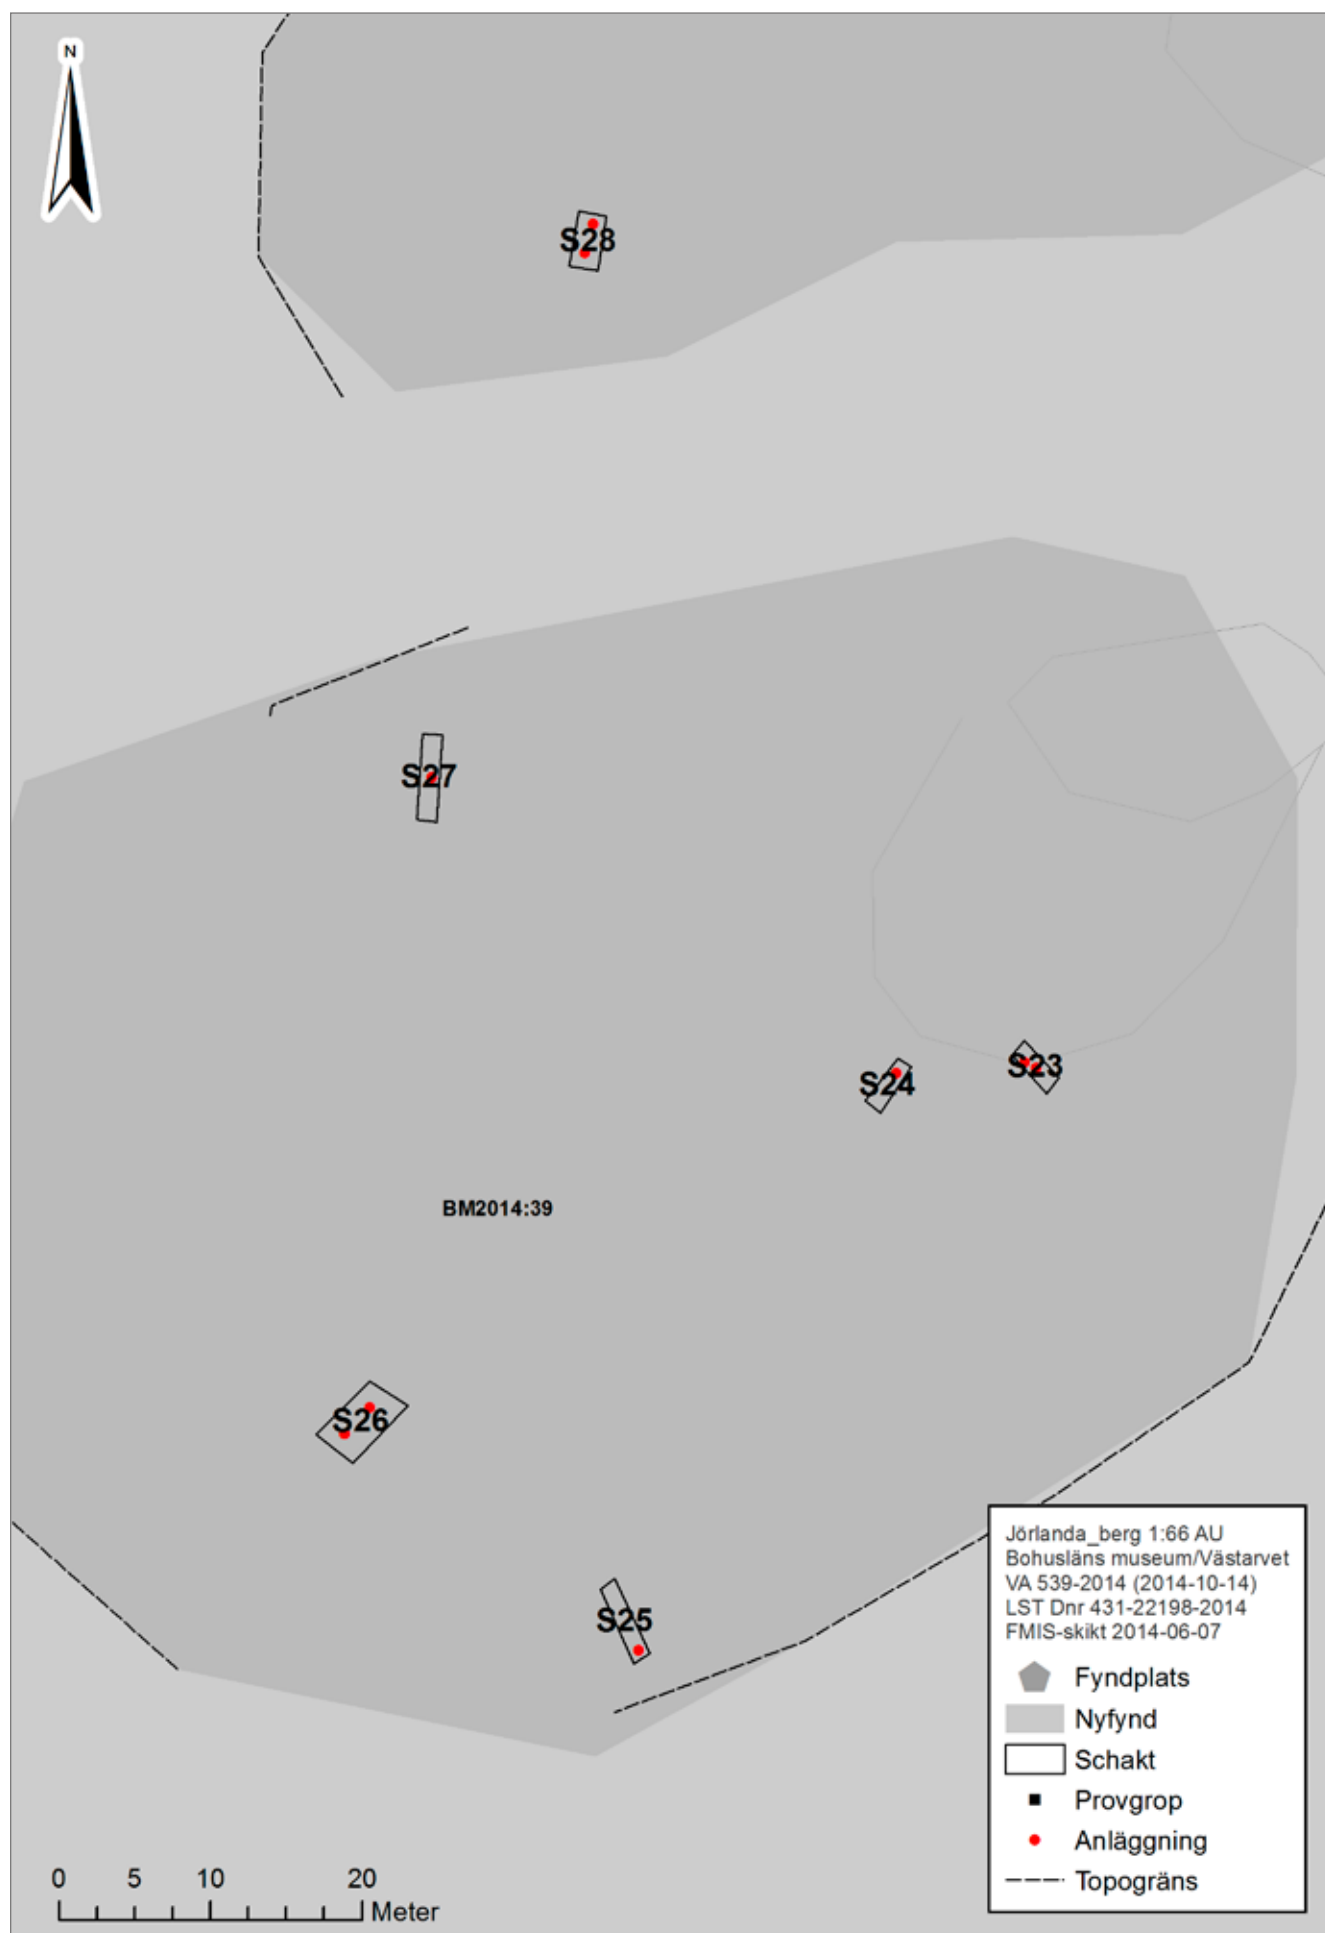 N
S28
S27
S24
S23
BM2014:39
S26
S25
Jörlanda_berg 1:66 AU
Bohusläns museum/Västarvet
VA 539-2014 (2014-10-14)
LST Dnr 431-22198-2014
FMIS-skikt 2014-06-07
Fyndplats
Nyfynd
Schakt
Provgrop
Anläggning
Topogräns
0 5 10 20
Meter